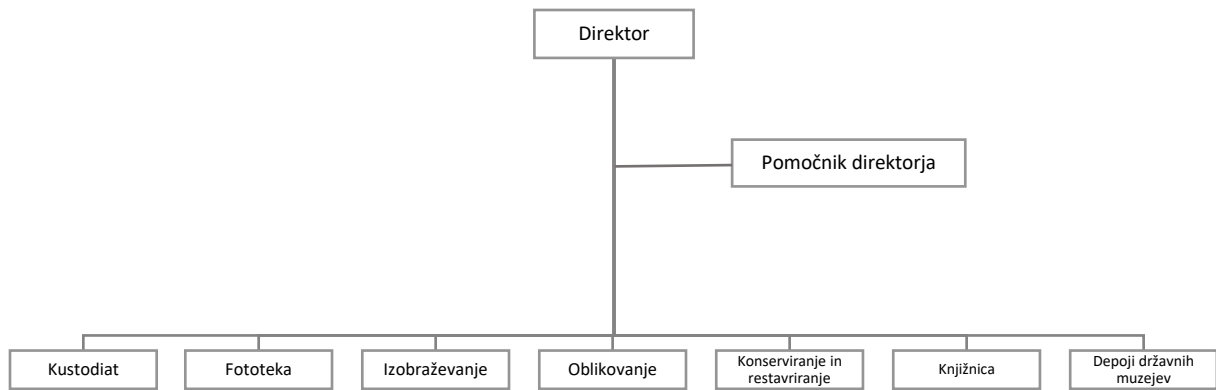 Direktor
Pomočnik direktorja
Kustodiat
Fototeka
Izobraževanje
Oblikovanje
Konserviranje in
restavriranje
Knjižnica
Depoji državnih
muzejev